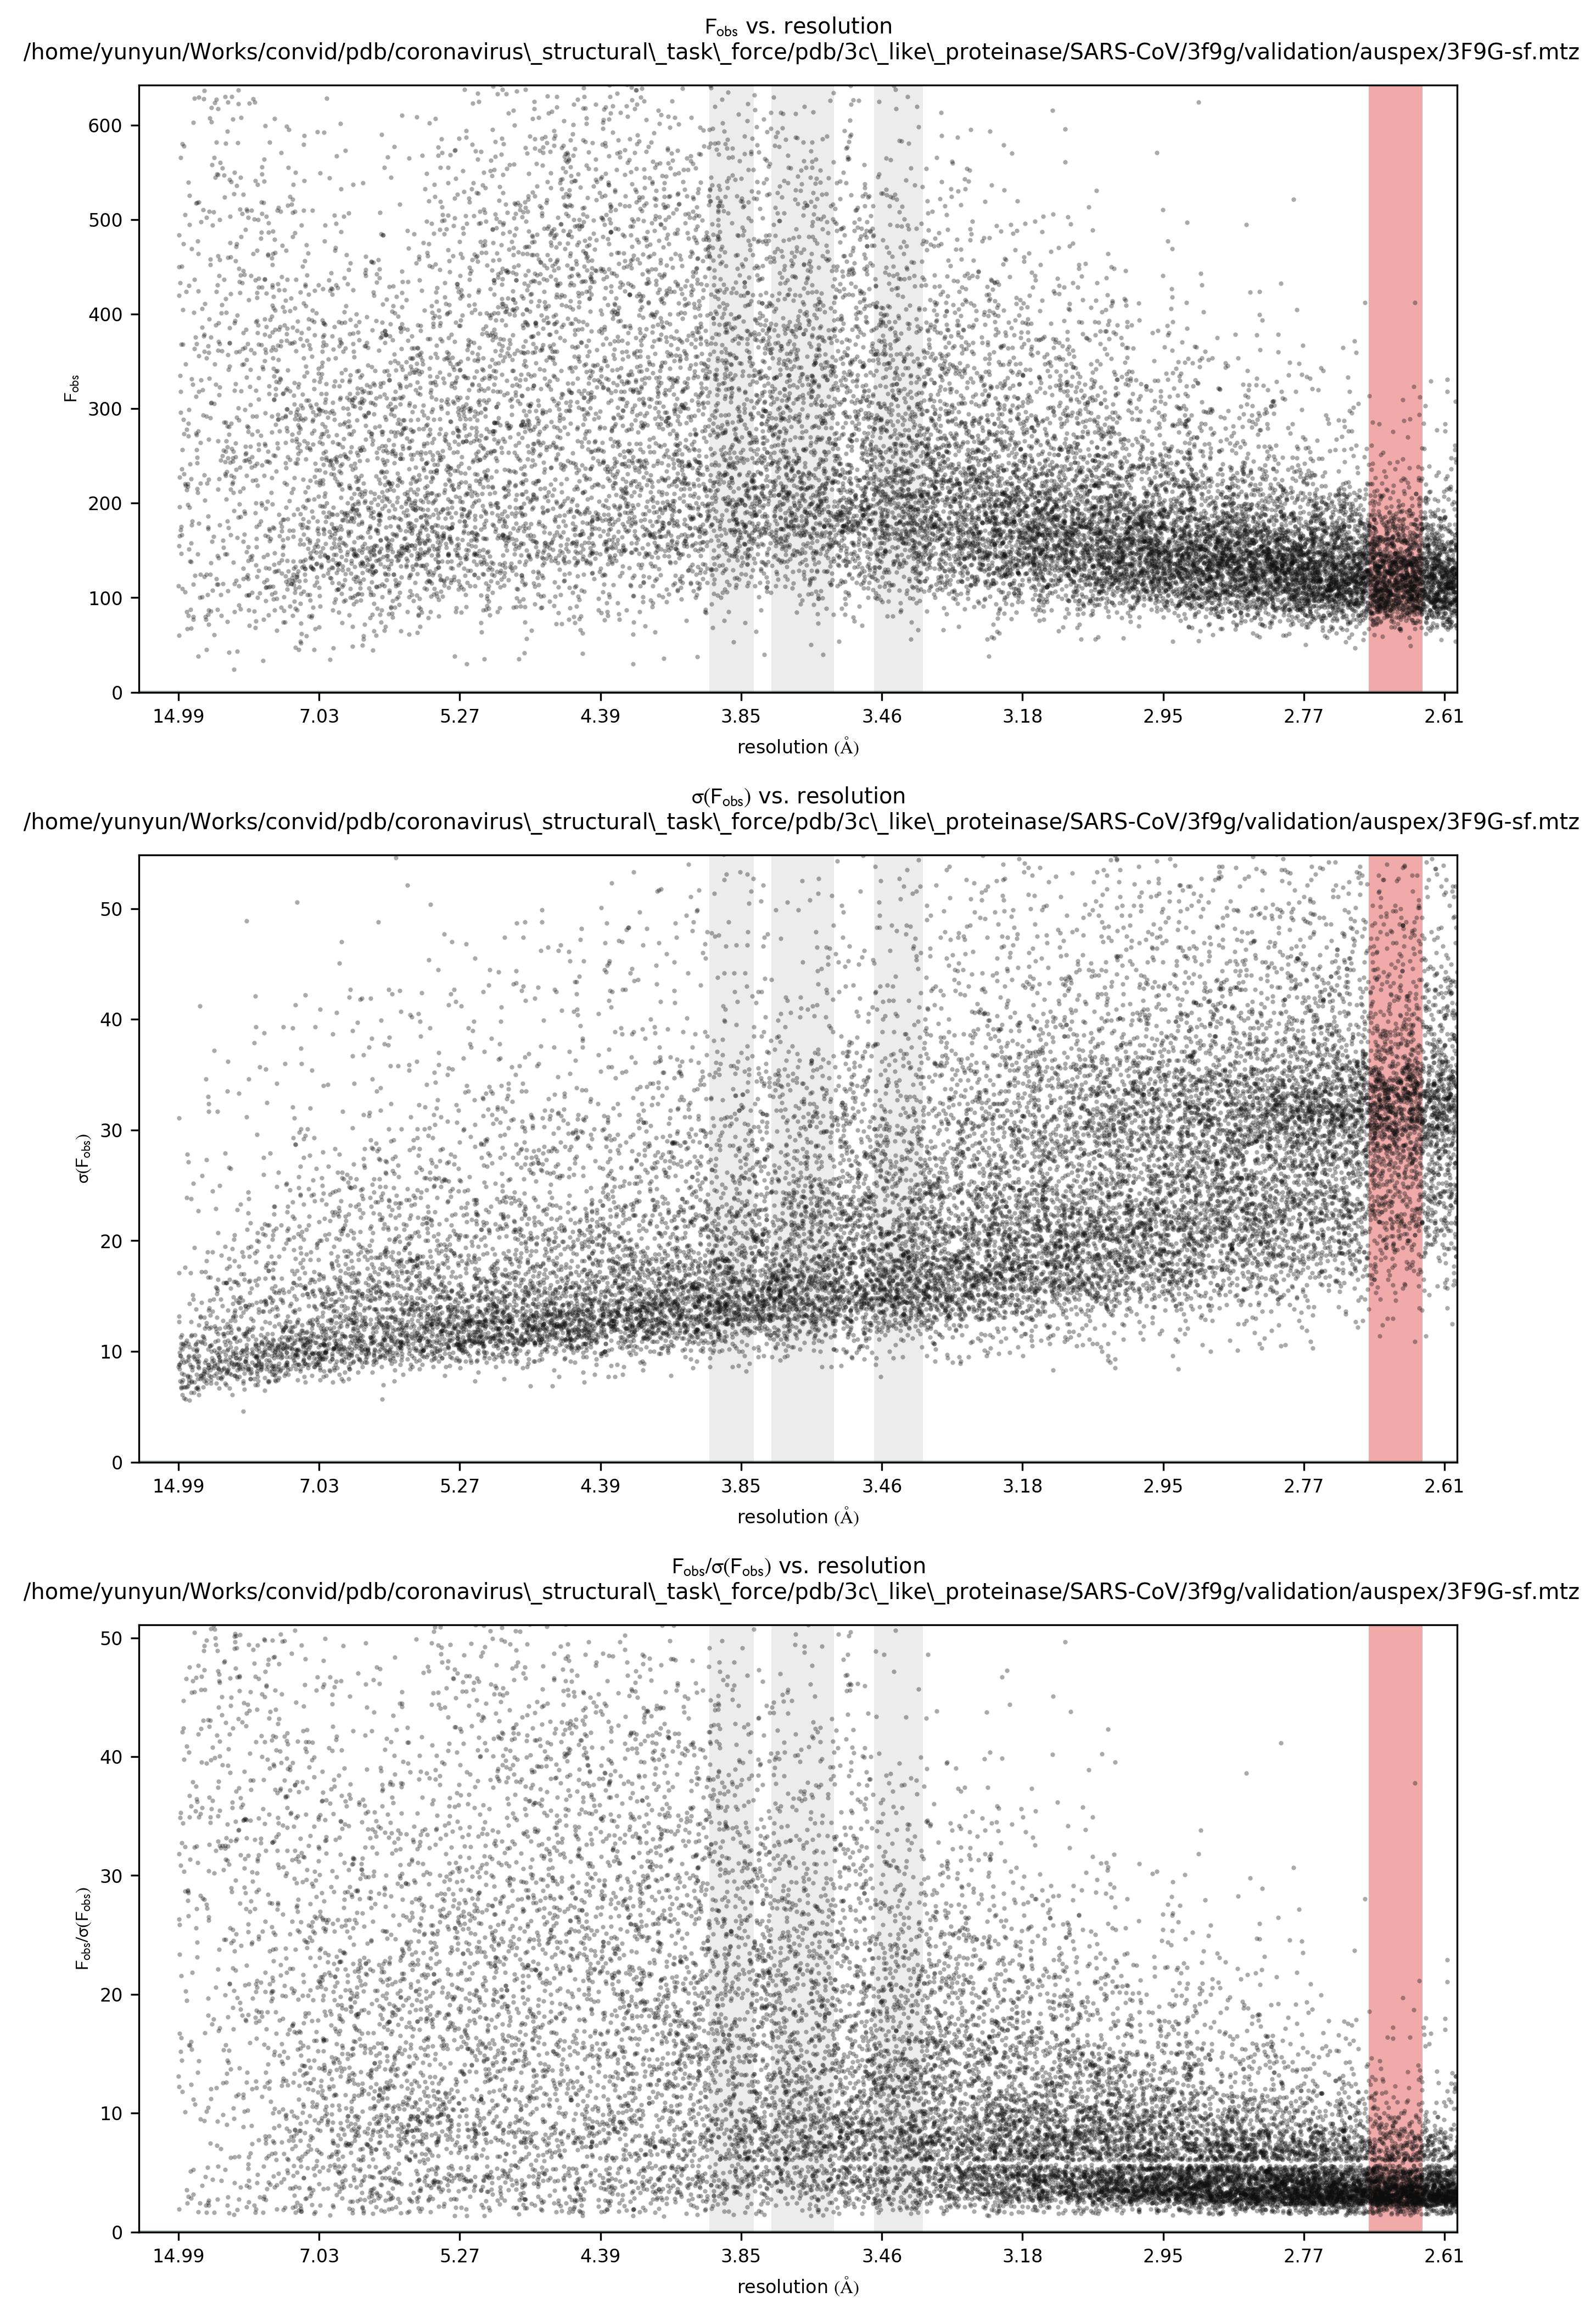 Fobs vs. resolution
/home/yunyun/Works/convid/pdb/coronavirus\_structural\_task\_force/pdb/3c\_like\_proteinase/SARS-CoV/3f9g/validation/auspex/3F9G-sf.mtz
600
500
400
300
200
100
0
Fobs
14.99 7.03 5.27 4.39 3.85 3.46 3.18 2.95 2.77 2.61
resolution (Å)
σ(Fobs) vs. resolution
/home/yunyun/Works/convid/pdb/coronavirus\_structural\_task\_force/pdb/3c\_like\_proteinase/SARS-CoV/3f9g/validation/auspex/3F9G-sf.mtz
50
40
30
20
10
0
σ(Fobs)
14.99 7.03 5.27 4.39 3.85 3.46 3.18 2.95 2.77 2.61
resolution (Å)
Fobs/σ(Fobs) vs. resolution
/home/yunyun/Works/convid/pdb/coronavirus\_structural\_task\_force/pdb/3c\_like\_proteinase/SARS-CoV/3f9g/validation/auspex/3F9G-sf.mtz
50
40
30
20
10
0
Fobs/σ(Fobs)
14.99 7.03 5.27 4.39 3.85 3.46 3.18 2.95 2.77 2.61
resolution (Å)